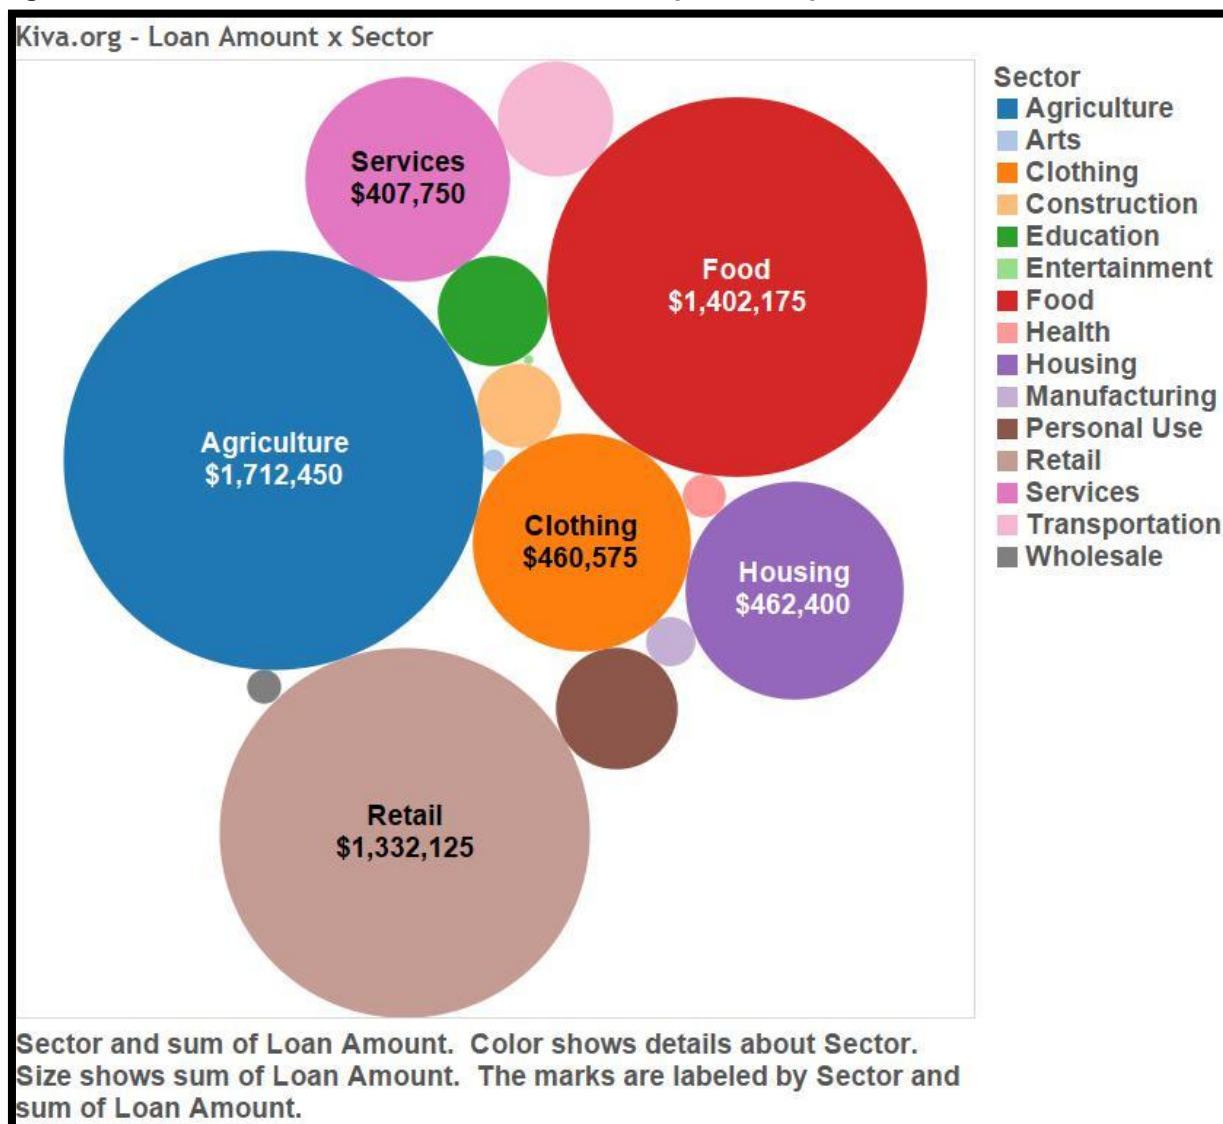 Kiva.org - Loan Amount x Sector
Services
$407,750
Food
$1,402,175
Agriculture
$1,712,450
Clothing
$460,575
Housing
$462,400
Retail
$1,332,125
Sector
Agriculture
Arts
Clothing
Construction
Education
Entertainment
Food
Health
Housing
Manufacturing
Personal Use
Retail
Services
Transportation
Wholesale
Sector and sum of Loan Amount.  Color shows details about Sector.
Size shows sum of Loan Amount.  The marks are labeled by Sector and
sum of Loan Amount.